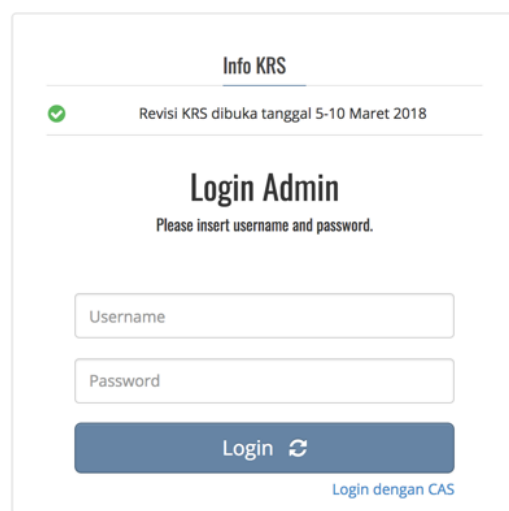 Info KRS
Revisi KRS dibuka tanggal 5-10 Maret 2018
Login Admin
Please insert username and password.
Username
Password
Login
Login dengan CAS